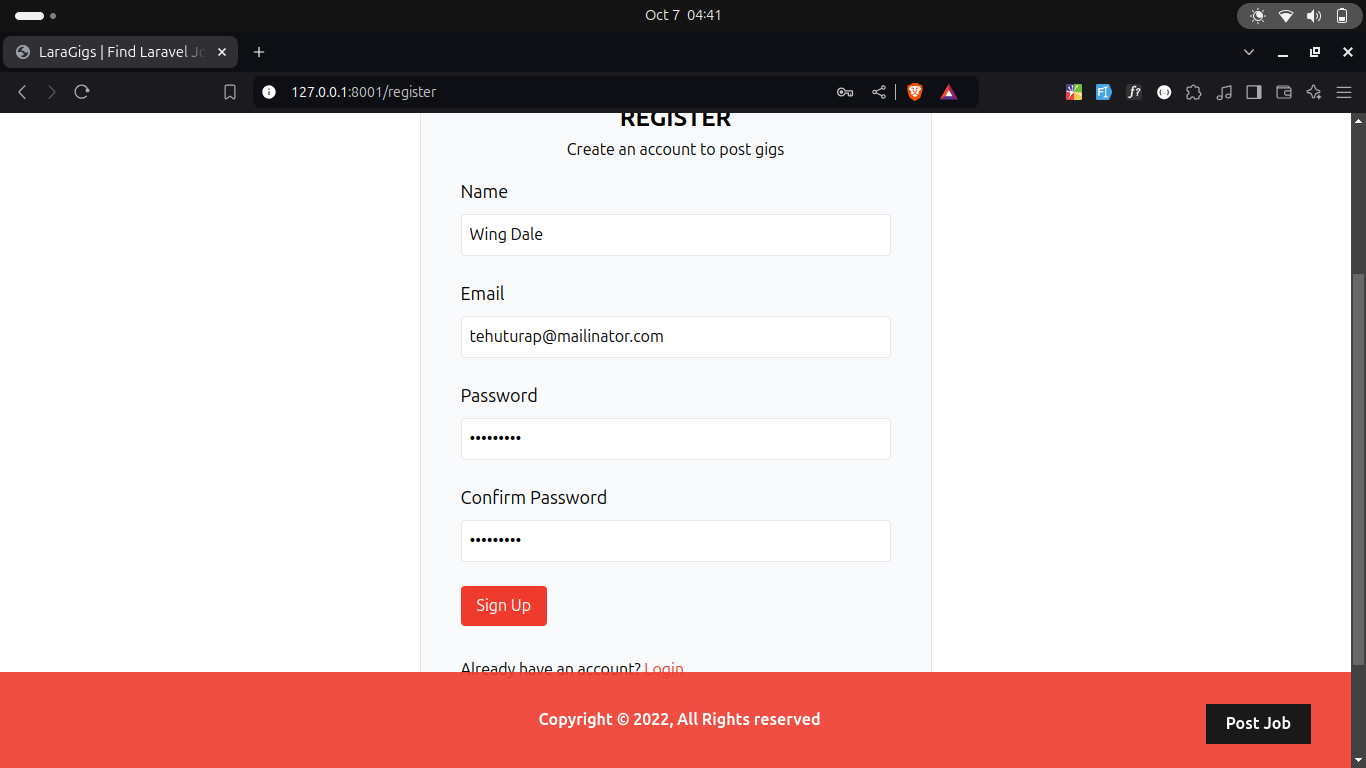 Oct 7 04:41
LaraGigs | Find Laravel Jo
127.0.0.1:8001/register
REGISTER
Create an account to post gigs
Name
Wing Dale
Email
tehuturap@mailinator.com
Password
•••••••••
Confirm Password
•••••••••
Sign Up
Already have an account? Login
Copyright © 2022, All Rights reserved
Post Job